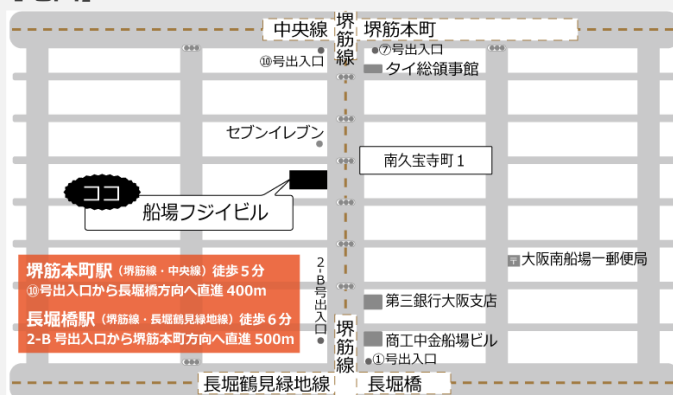 中央線
堺筋線
堺筋本町
⑩号出入口
⑦号出入口
タイ総領事館
セブンイレブン
南久宝寺町1
ココ
船場フジイビル
大阪南船場一郵便局
堺筋本町駅(堺筋線・中央線)徒歩5分
⑩号出入口から長堀橋方向へ直進 400m
長堀橋駅(堺筋線・長堀鶴見緑地線)徒歩6分
2-B 号出入口から堺筋本町方向へ直進 500m
2-B号出入口
第三銀行大阪支店
堺筋線
商工中金船場ビル
①号出入口
長堀鶴見緑地線
長堀橋